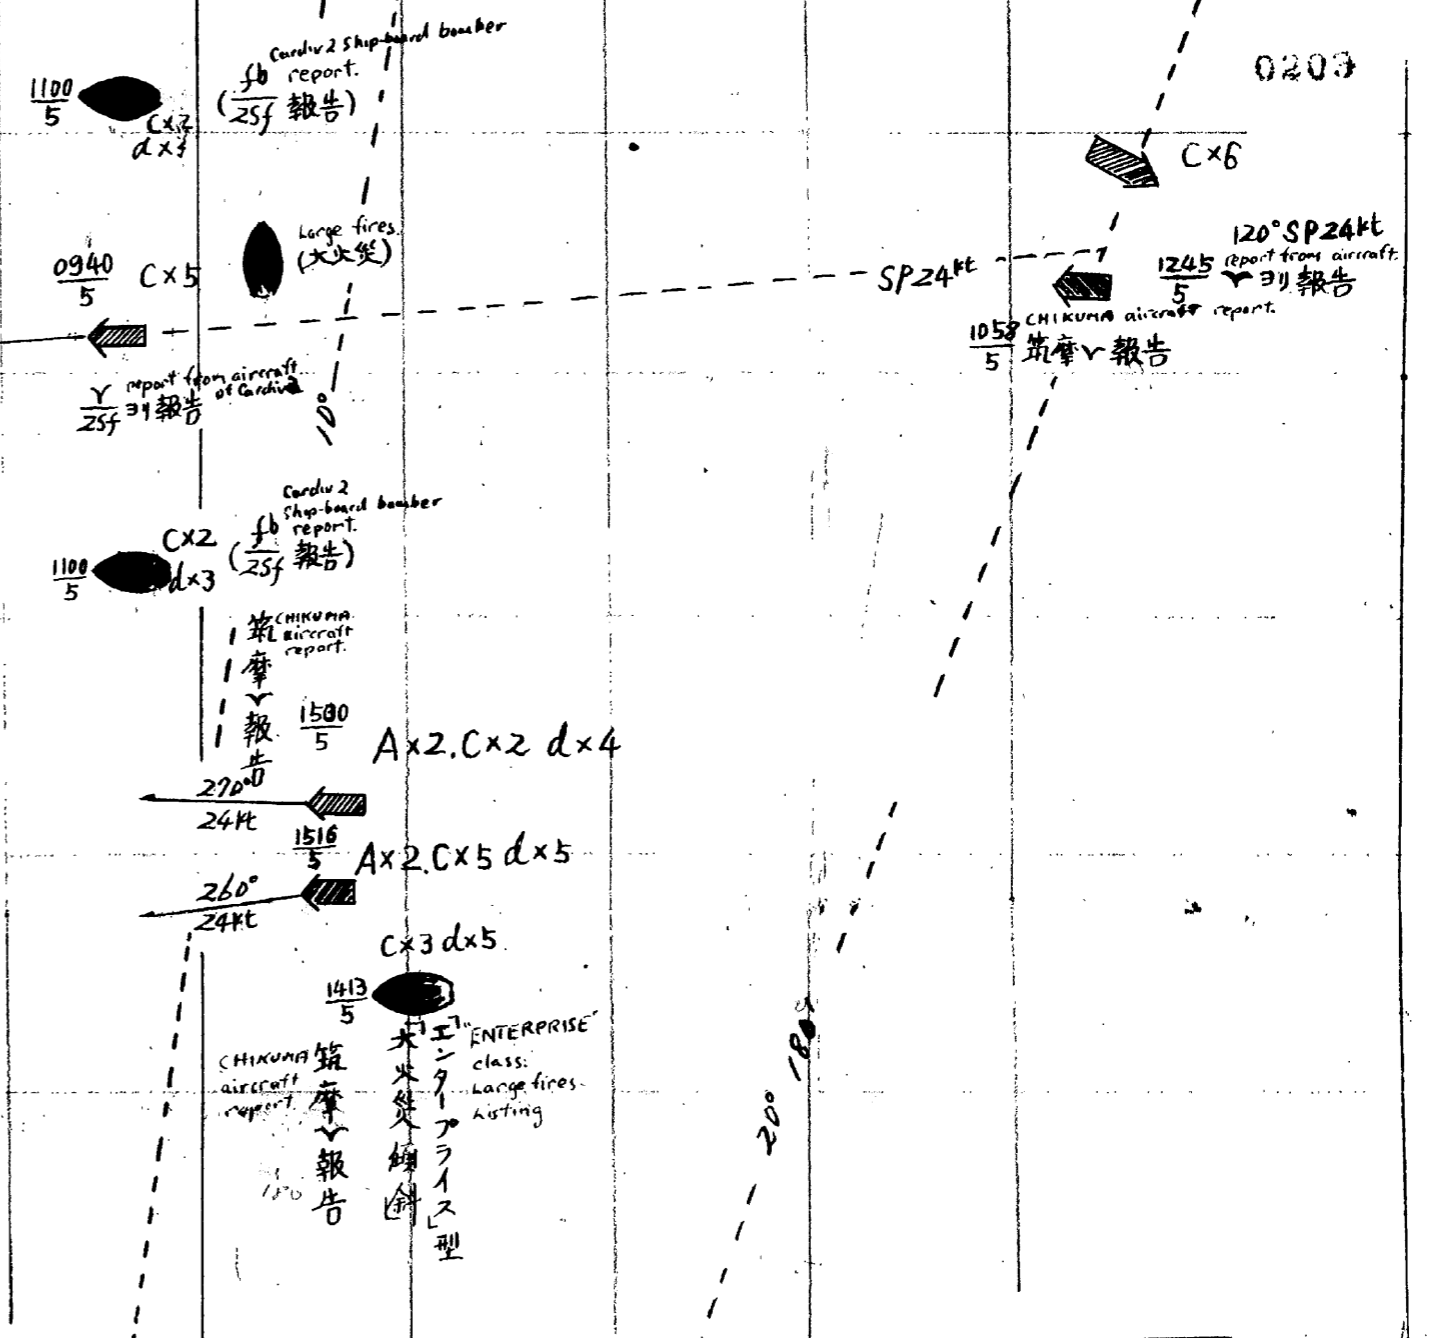 Cardiv 2 Ship-board bomber
report.
0203
1100
5
fb
2Sf
(報告)
C×2
d×
C×6
Large fires.
(大火災)
0940
5
C×5
SP24kt
120°SP24kt
1245
5
report from aircraft.
ヨリ報告
1058
5
CHIKUMA aircraft report.
筑摩 報告
report from aircraft
of Cardiv2
2Sf
ヨリ報告
10°
Cardiv 2
Ship-board bomber
report.
1100
5
C×2
d×3
fb
2Sf
(報告)
CHIKUMA
aircraft
report.
筑摩 報告
1500
5
A×2.C×2 d×4
270°
24kt
1516
5
A×2.C×5 d×5
260°
24kt
C×3 d×5
1413
5
CHIKUMA
aircraft
report.
筑摩 報告
大火災傾斜
「エンタープライズ」型
"ENTERPRISE"
class.
Large fires.
Listing
180
20°
180